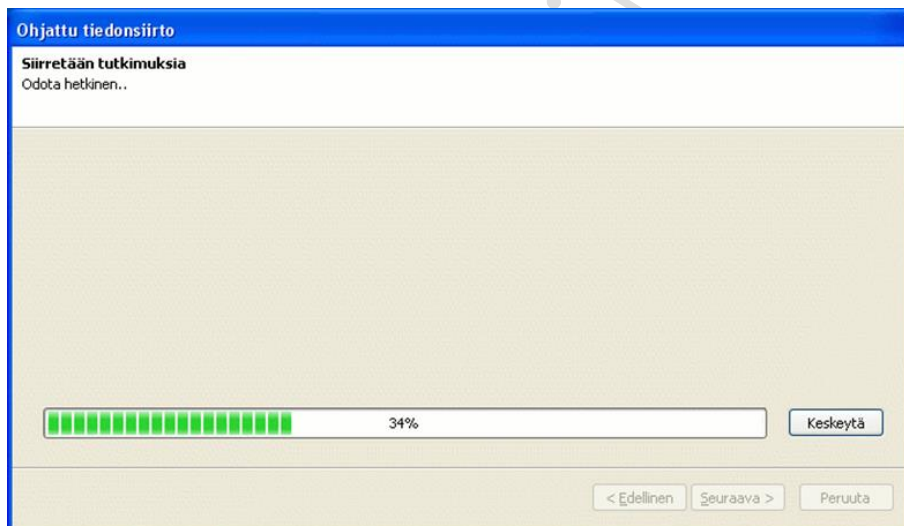 Ohjattu tiedonsiirto
Siirretään tutkimuksia
Odota hetkinen..
34%
Keskeytä
< Edellinen
Seuraava >
Peruuta